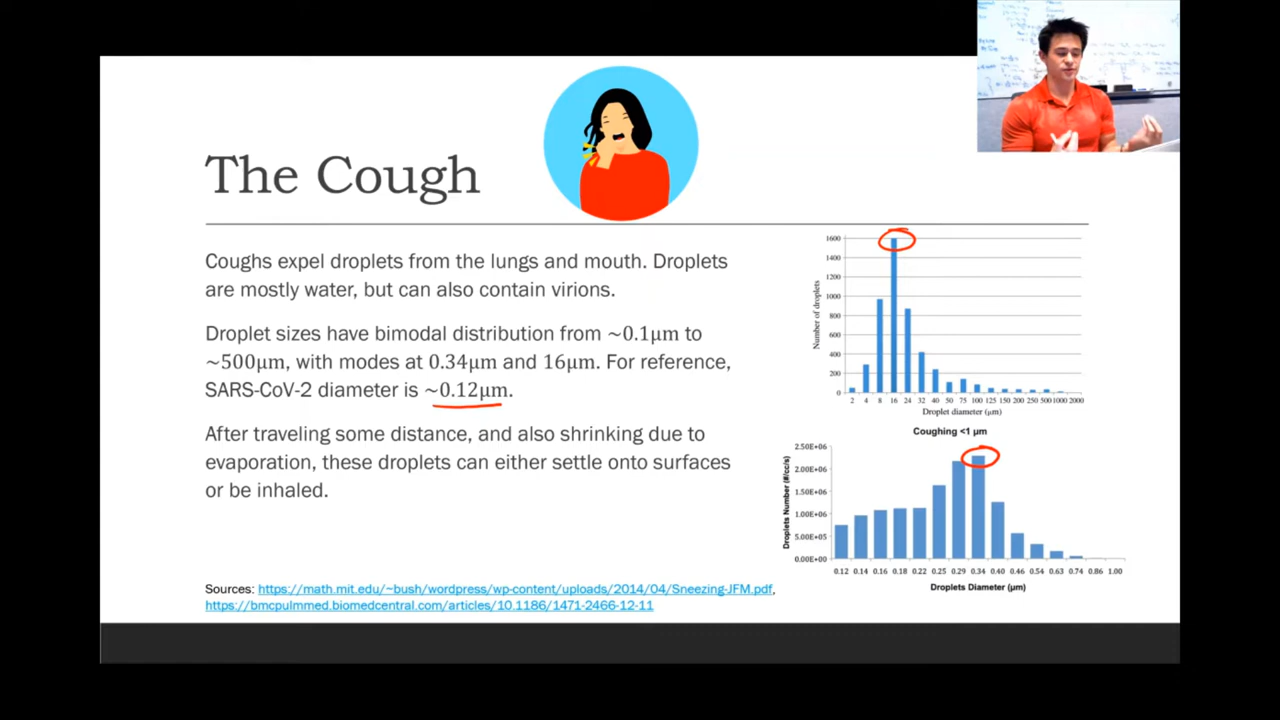 The Cough
Coughs expel droplets from the lungs and mouth. Droplets
are mostly water, but can also contain virions.
Droplet sizes have bimodal distribution from ~0.1μm to
~500μm, with modes at 0.34μm and 16μm. For reference,
SARS-CoV-2 diameter is ~0.12μm.
After traveling some distance, and also shrinking due to
evaporation, these droplets can either settle onto surfaces
or be inhaled.
Sources: https://math.mit.edu/~bush/wordpress/wp-content/uploads/2014/04/Sneezing-JFM.pdf,
https://bmcpulmmed.biomedcentral.com/articles/10.1186/1471-2466-12-11
Number of droplets
1600
1400
1200
1000
800
600
400
200
0
2 4 8 16 24 32 40 50 75 100 125 150 200 250 500 1000 2000
Droplet diameter (μm)
Coughing <1 μm
Droplets Number (#/cc/s)
2.50E+06
2.00E+06
1.50E+06
1.00E+06
5.00E+05
0.00E+00
0.12 0.14 0.16 0.18 0.22 0.25 0.29 0.34 0.40 0.46 0.54 0.63 0.74 0.86 1.00
Droplets Diameter (μm)